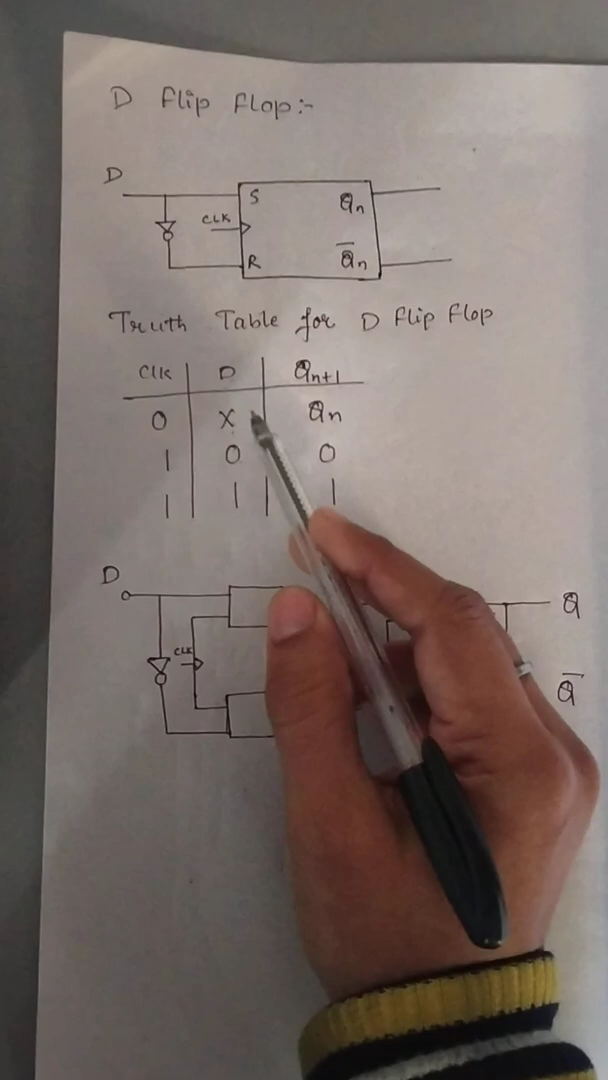 D Flip Flop:-
D
S Qn
CLK
R Q̅n
Truth Table for D Flip Flop
Clk D Qn+1
0 X Qn
1 0 0
1 1 1
D Q
CLK
Q̅